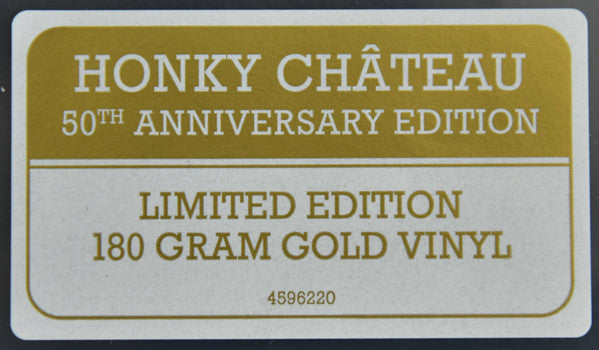 HONKY CHÂTEAU
50TH ANNIVERSARY EDITION
LIMITED EDITION
180 GRAM GOLD VINYL
4596220